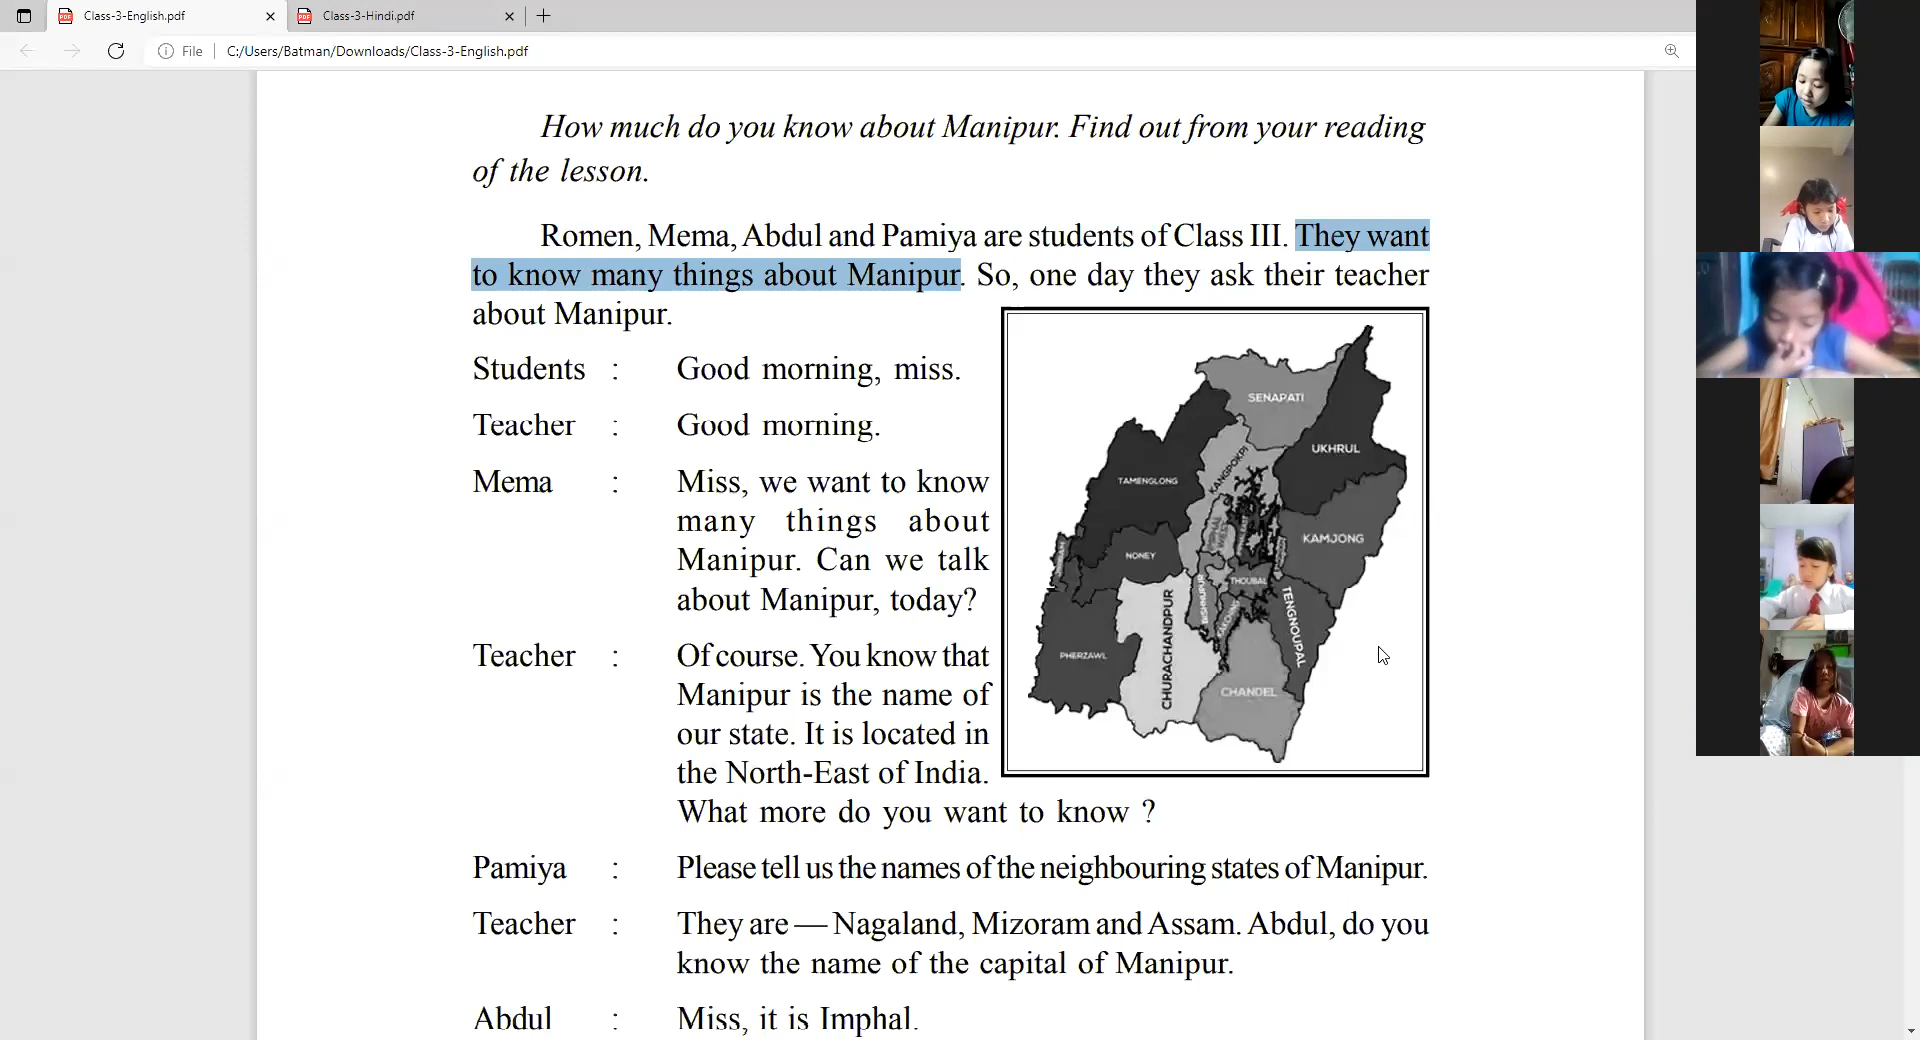 Class-3-English.pdf
Class-3-Hindi.pdf
File
C:/Users/Batman/Downloads/Class-3-English.pdf
How much do you know about Manipur. Find out from your reading
of the lesson.
Romen, Mema, Abdul and Pamiya are students of Class III. They want
to know many things about Manipur. So, one day they ask their teacher
about Manipur.
Students : Good morning, miss.
Teacher : Good morning.
Mema : Miss, we want to know
many things about
Manipur. Can we talk
about Manipur, today?
Teacher : Of course. You know that
Manipur is the name of
our state. It is located in
the North-East of India.
What more do you want to know ?
SENAPATI
UKHRUL
KANGPOKPI
TAMENGLONG
KAMJONG
NONEY
THOUBAL
BISHNUPUR
TENGNOUPAL
CHURACHANDPUR
PHERZAWL
CHANDEL
Pamiya : Please tell us the names of the neighbouring states of Manipur.
Teacher : They are — Nagaland, Mizoram and Assam. Abdul, do you
know the name of the capital of Manipur.
Abdul : Miss, it is Imphal.